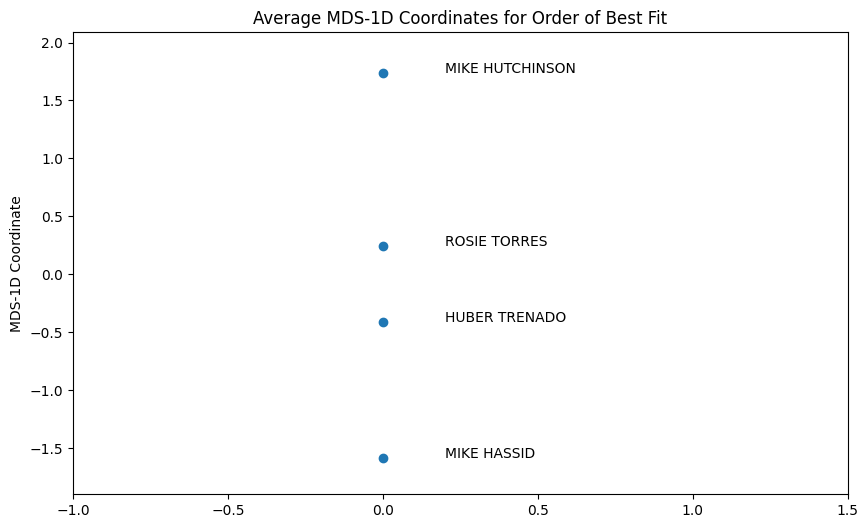 Average MDS-1D Coordinates for Order of Best Fit
2.0
1.5
1.0
0.5
0.0
−0.5
−1.0
−1.5
MDS-1D Coordinate
MIKE HUTCHINSON
ROSIE TORRES
HUBER TRENADO
MIKE HASSID
−1.0 −0.5 0.0 0.5 1.0 1.5